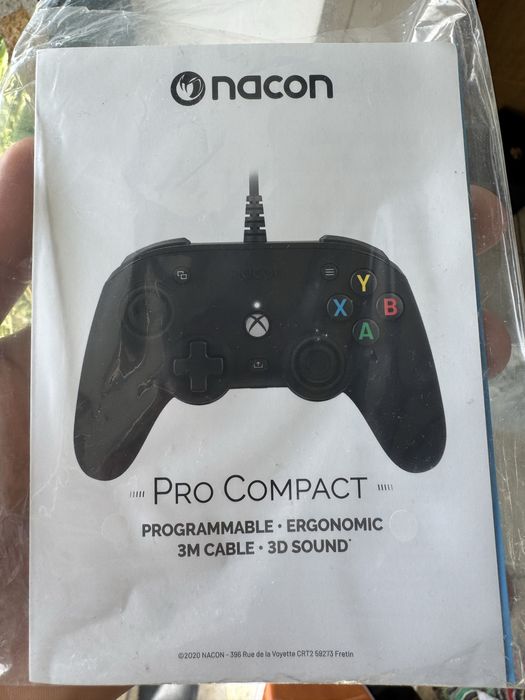 nacon
nacon
Y
X B
A
PRO COMPACT
PROGRAMMABLE • ERGONOMIC
3M CABLE • 3D SOUND*
©2020 NACON - 396 Rue de la Voyette CRT2 59273 Fretin